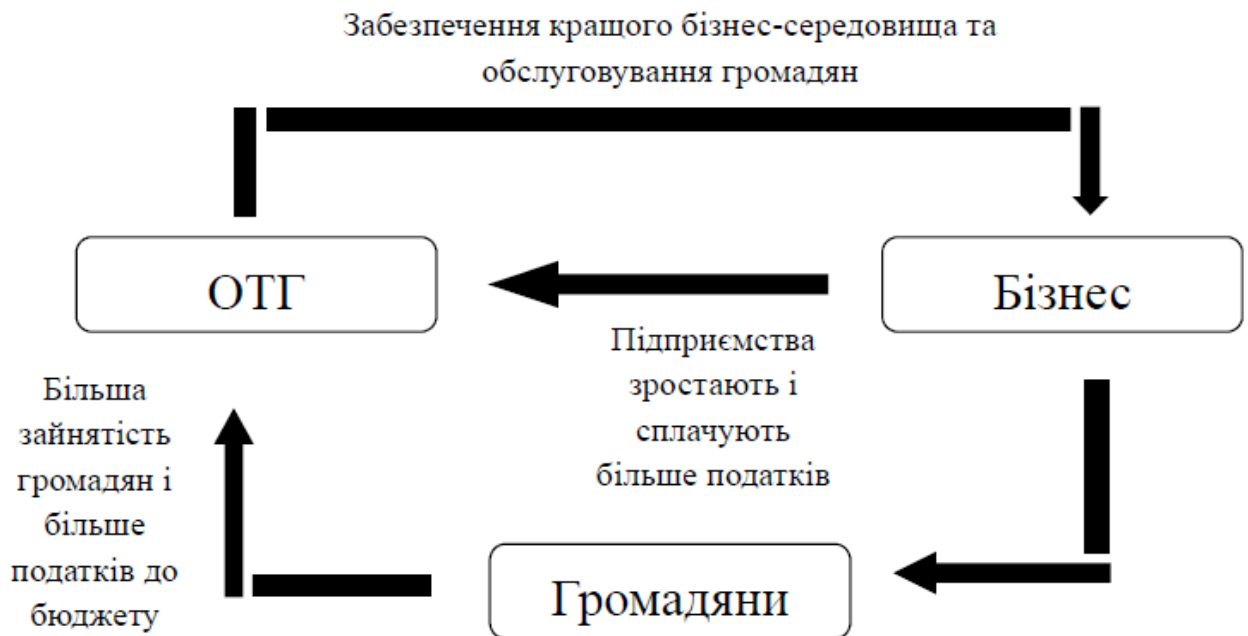 Забезпечення кращого бізнес-середовища та
обслуговування громадян
ОТГ
Бізнес
Підприємства
зростають і
сплачують
більше податків
Більша
зайнятість
громадян і
більше
податків до
бюджету
Громадяни